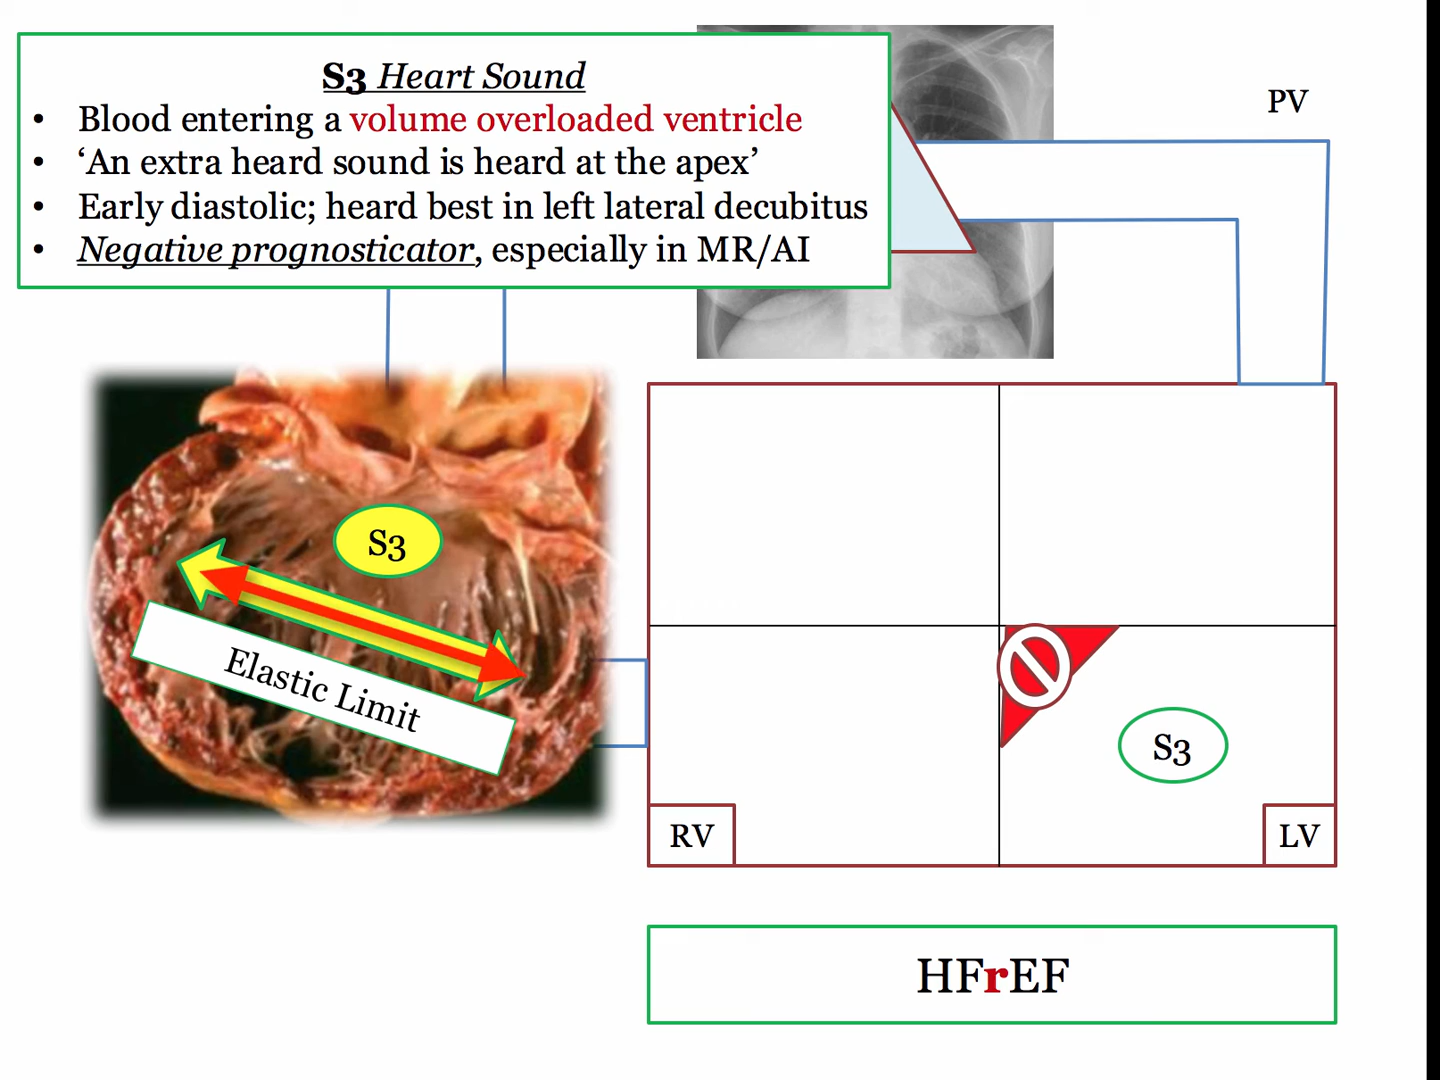 S3 Heart Sound
• Blood entering a volume overloaded ventricle
• ‘An extra heard sound is heard at the apex’
• Early diastolic; heard best in left lateral decubitus
• Negative prognosticator, especially in MR/AI
PV
S3
Elastic Limit
S3
RV
LV
HFrEF